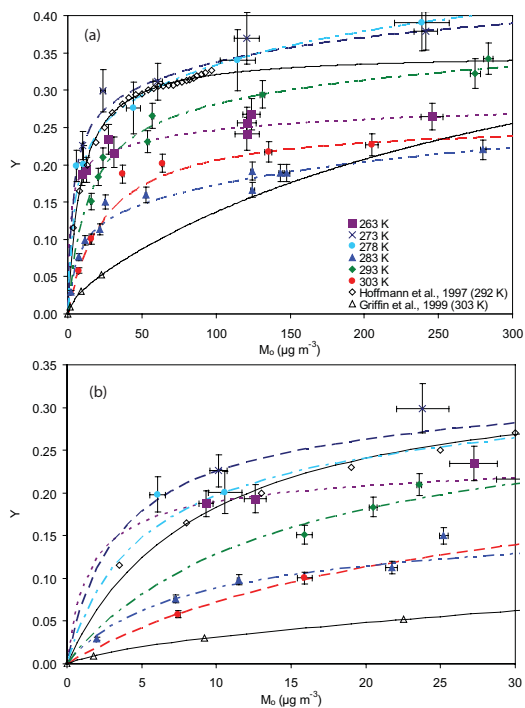 (a)
0.40
0.35
0.30
0.25
0.20
0.15
0.10
0.05
0.00
Y
0 50 100 150 200 250 300
Mₒ (µg m⁻³)
263 K
273 K
278 K
283 K
293 K
303 K
Hoffmann et al., 1997 (292 K)
Griffin et al., 1999 (303 K)
(b)
0.35
0.30
0.25
0.20
0.15
0.10
0.05
0.00
Y
0 5 10 15 20 25 30
Mₒ (µg m⁻³)